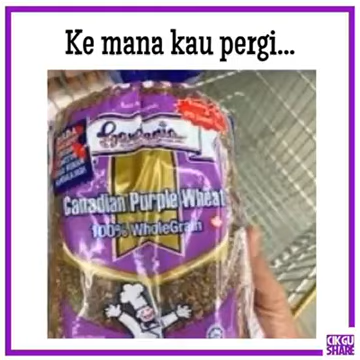 Ke mana kau pergi...
Gardenia
Canadian Purple Wheat
100% WholeGrain
CIKGU
SHARE